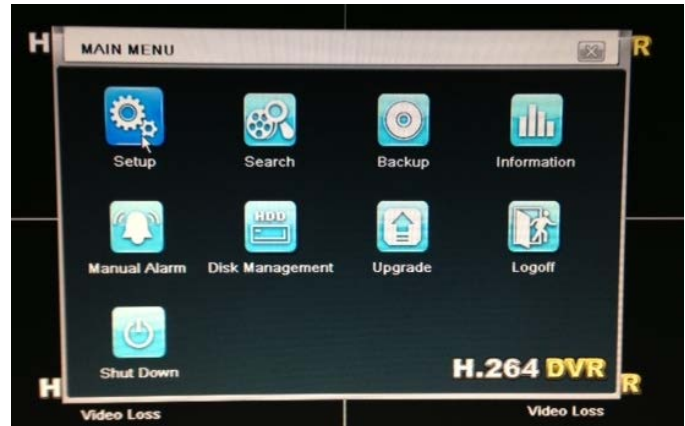 H
R
MAIN MENU
Setup
Search
Backup
Information
HDD
Manual Alarm
Disk Management
Upgrade
Logoff
Shut Down
H.264 DVR
H
R
Video Loss
Video Loss